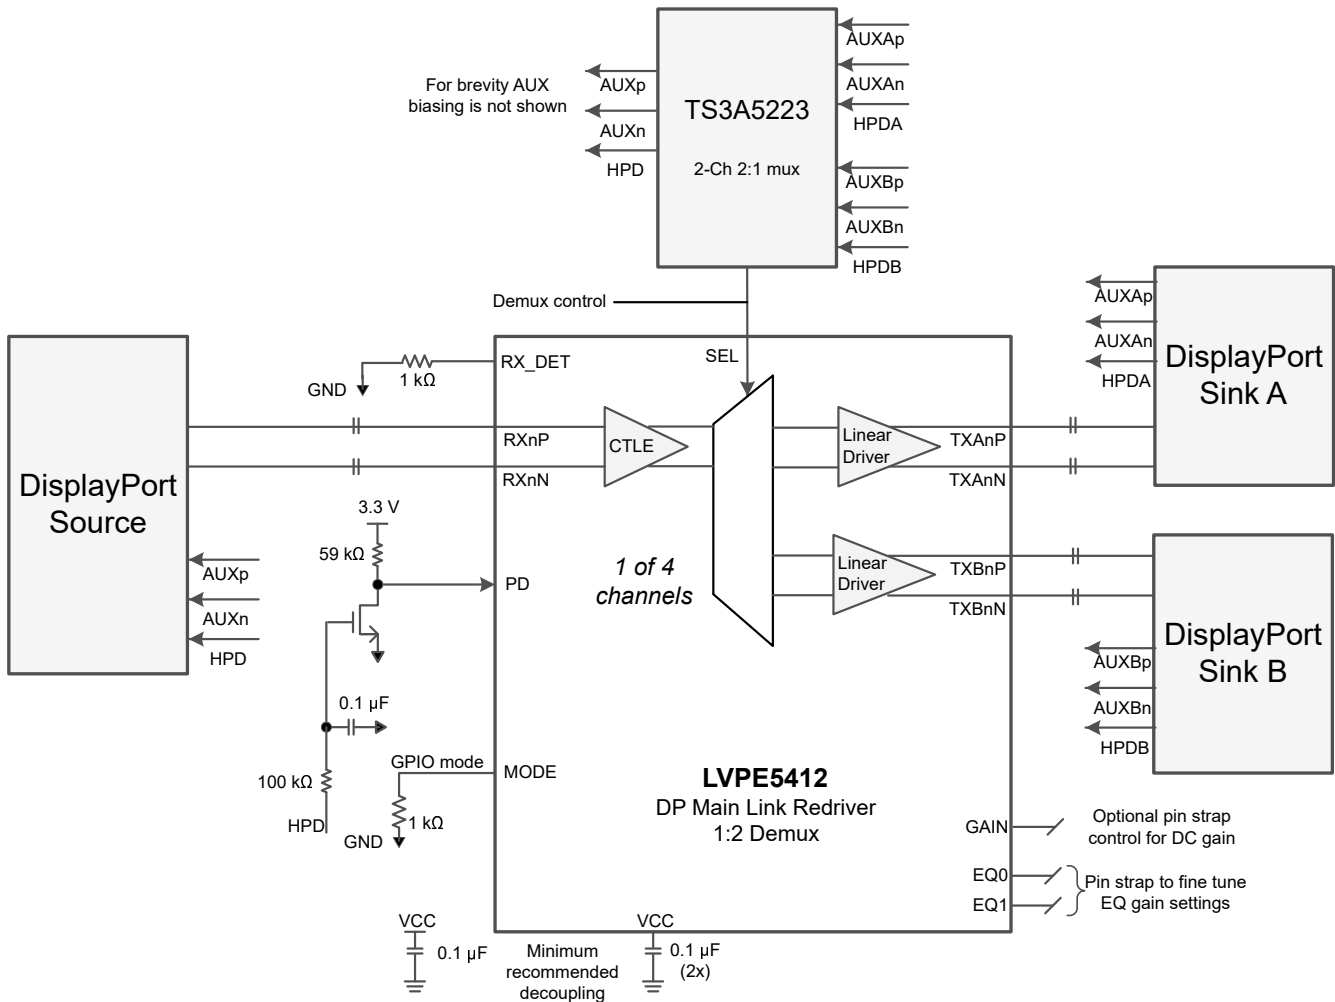 AUXAp
AUXAn
HPDA
AUXBp
AUXBn
HPDB
TS3A5223
2-Ch 2:1 mux
AUXp
AUXn
HPD
For brevity AUX
biasing is not shown
Demux control
SEL
RX_DET
1 kΩ
GND
DisplayPort
Source
AUXp
AUXn
HPD
RXnP
RXnN
CTLE
Linear
Driver
TXAnP
TXAnN
AUXAp
AUXAn
HPDA
DisplayPort
Sink A
3.3 V
59 kΩ
PD
1 of 4
channels
Linear
Driver
TXBnP
TXBnN
DisplayPort
Sink B
AUXBp
AUXBn
HPDB
0.1 µF
100 kΩ
HPD
GPIO mode
MODE
1 kΩ
GND
LVPE5412
DP Main Link Redriver
1:2 Demux
GAIN
Optional pin strap
control for DC gain
EQ0
EQ1
Pin strap to fine tune
EQ gain settings
VCC
0.1 µF
Minimum
recommended
decoupling
VCC
0.1 µF
(2x)